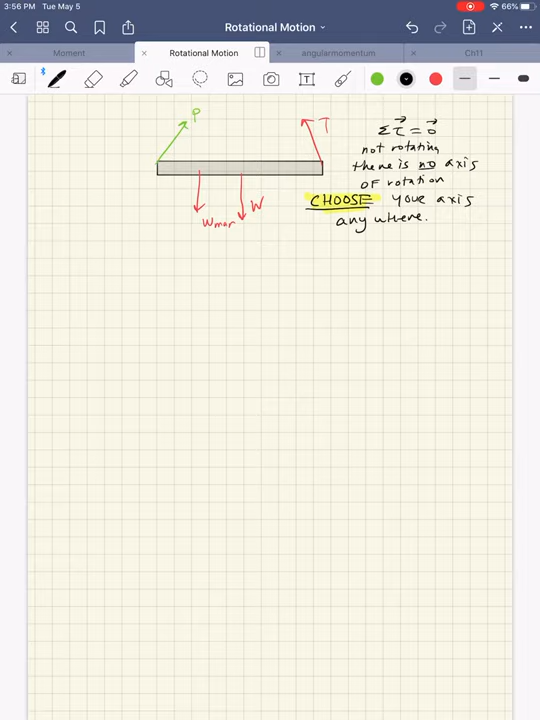 3:56 PM Tue May 5
66%
Rotational Motion
Moment
Rotational Motion
angularmomentum
Ch11
T
P
T
W
Wman
Στ = 0
not rotating
there is no axis
of rotation
CHOOSE your axis
any where.